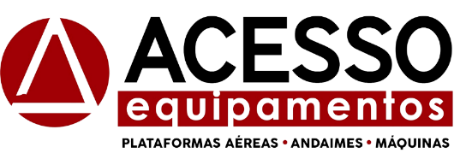 ACESSO
equipamentos
PLATAFORMAS AÉREAS • ANDAIMES • MÁQUINAS